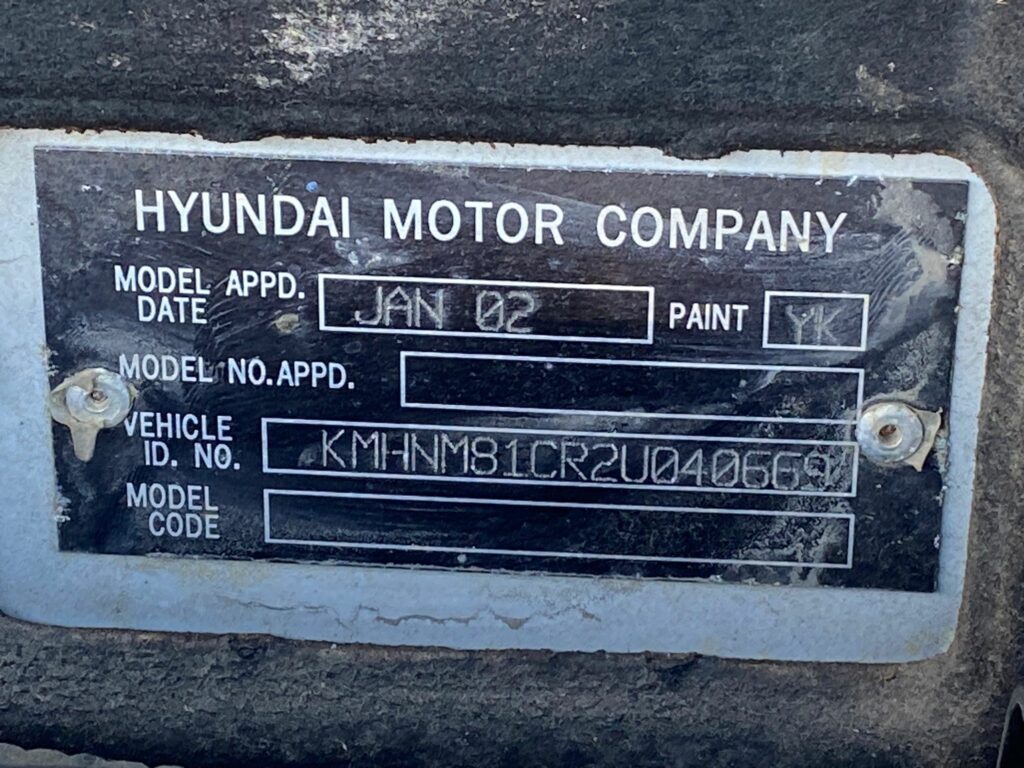 HYUNDAI MOTOR COMPANY
MODEL APPD.
DATE JAN 02 PAINT YK
MODEL NO. APPD.
VEHICLE
ID. NO. KMHNM81CR2U040669
MODEL
CODE